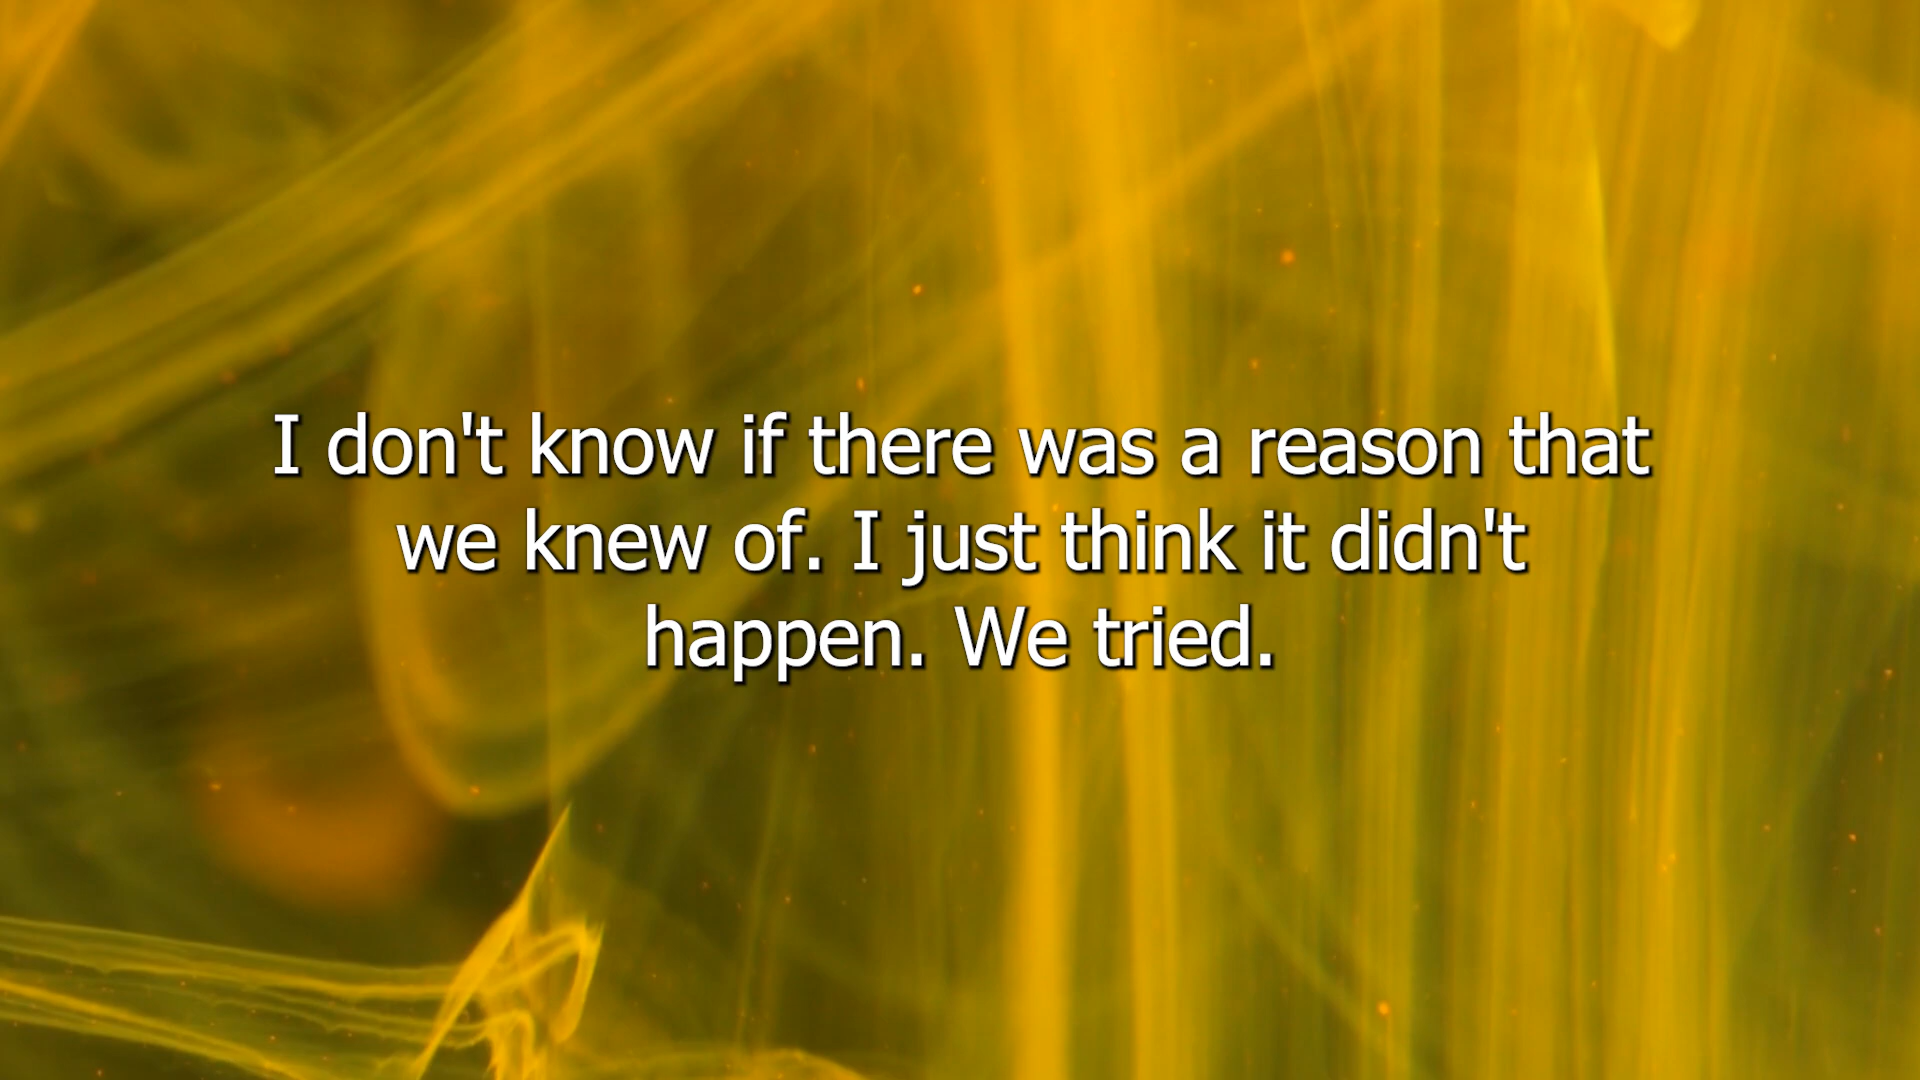 I don't know if there was a reason that
we knew of. I just think it didn't
happen. We tried.